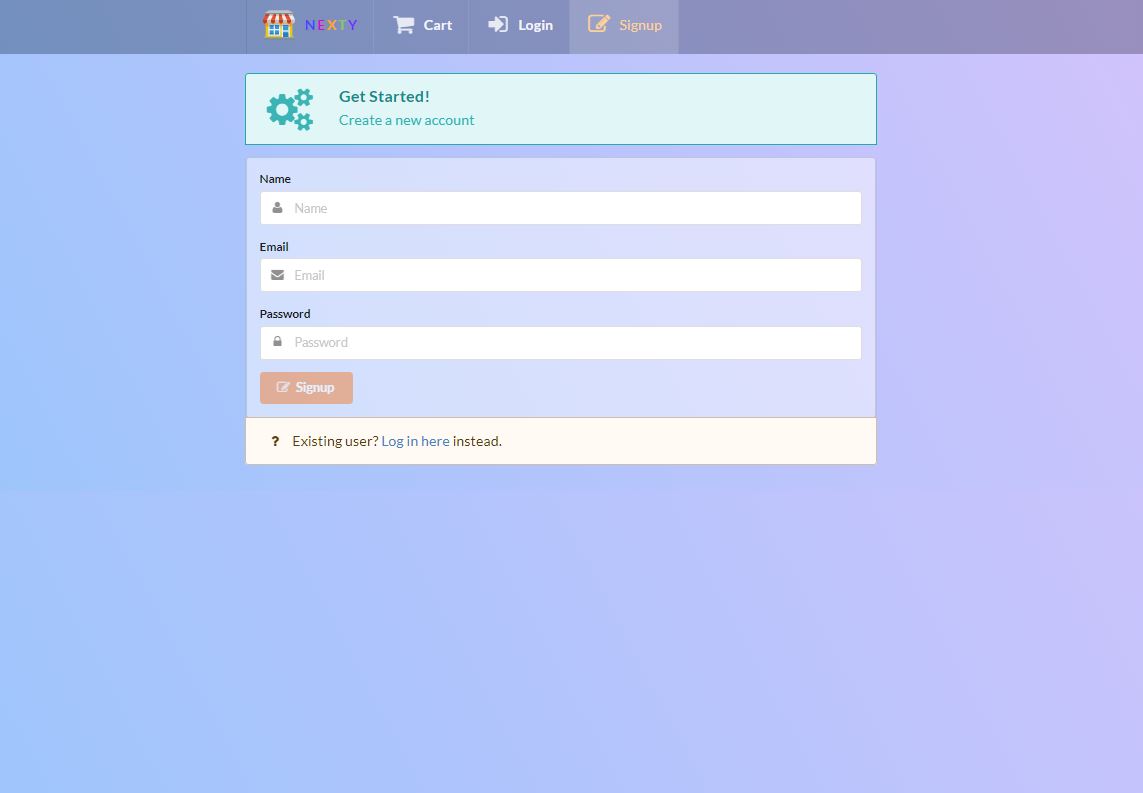 NEXTY Cart Login Signup
Get Started!
Create a new account
Name
Name
Email
Email
Password
Password
Signup
? Existing user? Log in here instead.